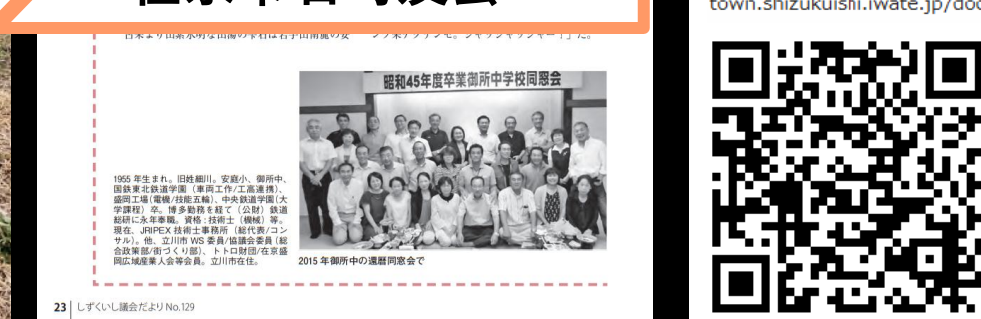 town.shizukuishi.iwate.jp/doc
昭和45年度卒業御所中学校同窓会
1955 年生まれ。旧姓細川。安庭小、御所中、
国鉄東北鉄道学園（車両工作/工高連携）、
盛岡工場(電機/技能五輪)、中央鉄道学園(大
学課程）卒。博多勤務を経て（公財）鉄道
総研に永年奉職。資格：技術士（機械）等。
現在、JRIPEX 技術士事務所（総代表/コン
サル）。他、立川市 WS 委員/協議会委員（総
合政策部/街づくり部）、トトロ財団/在京盛
岡広域産業人会等会員。立川市在住。
2015 年御所中の還暦同窓会で
23 しずくいし議会だより No.129